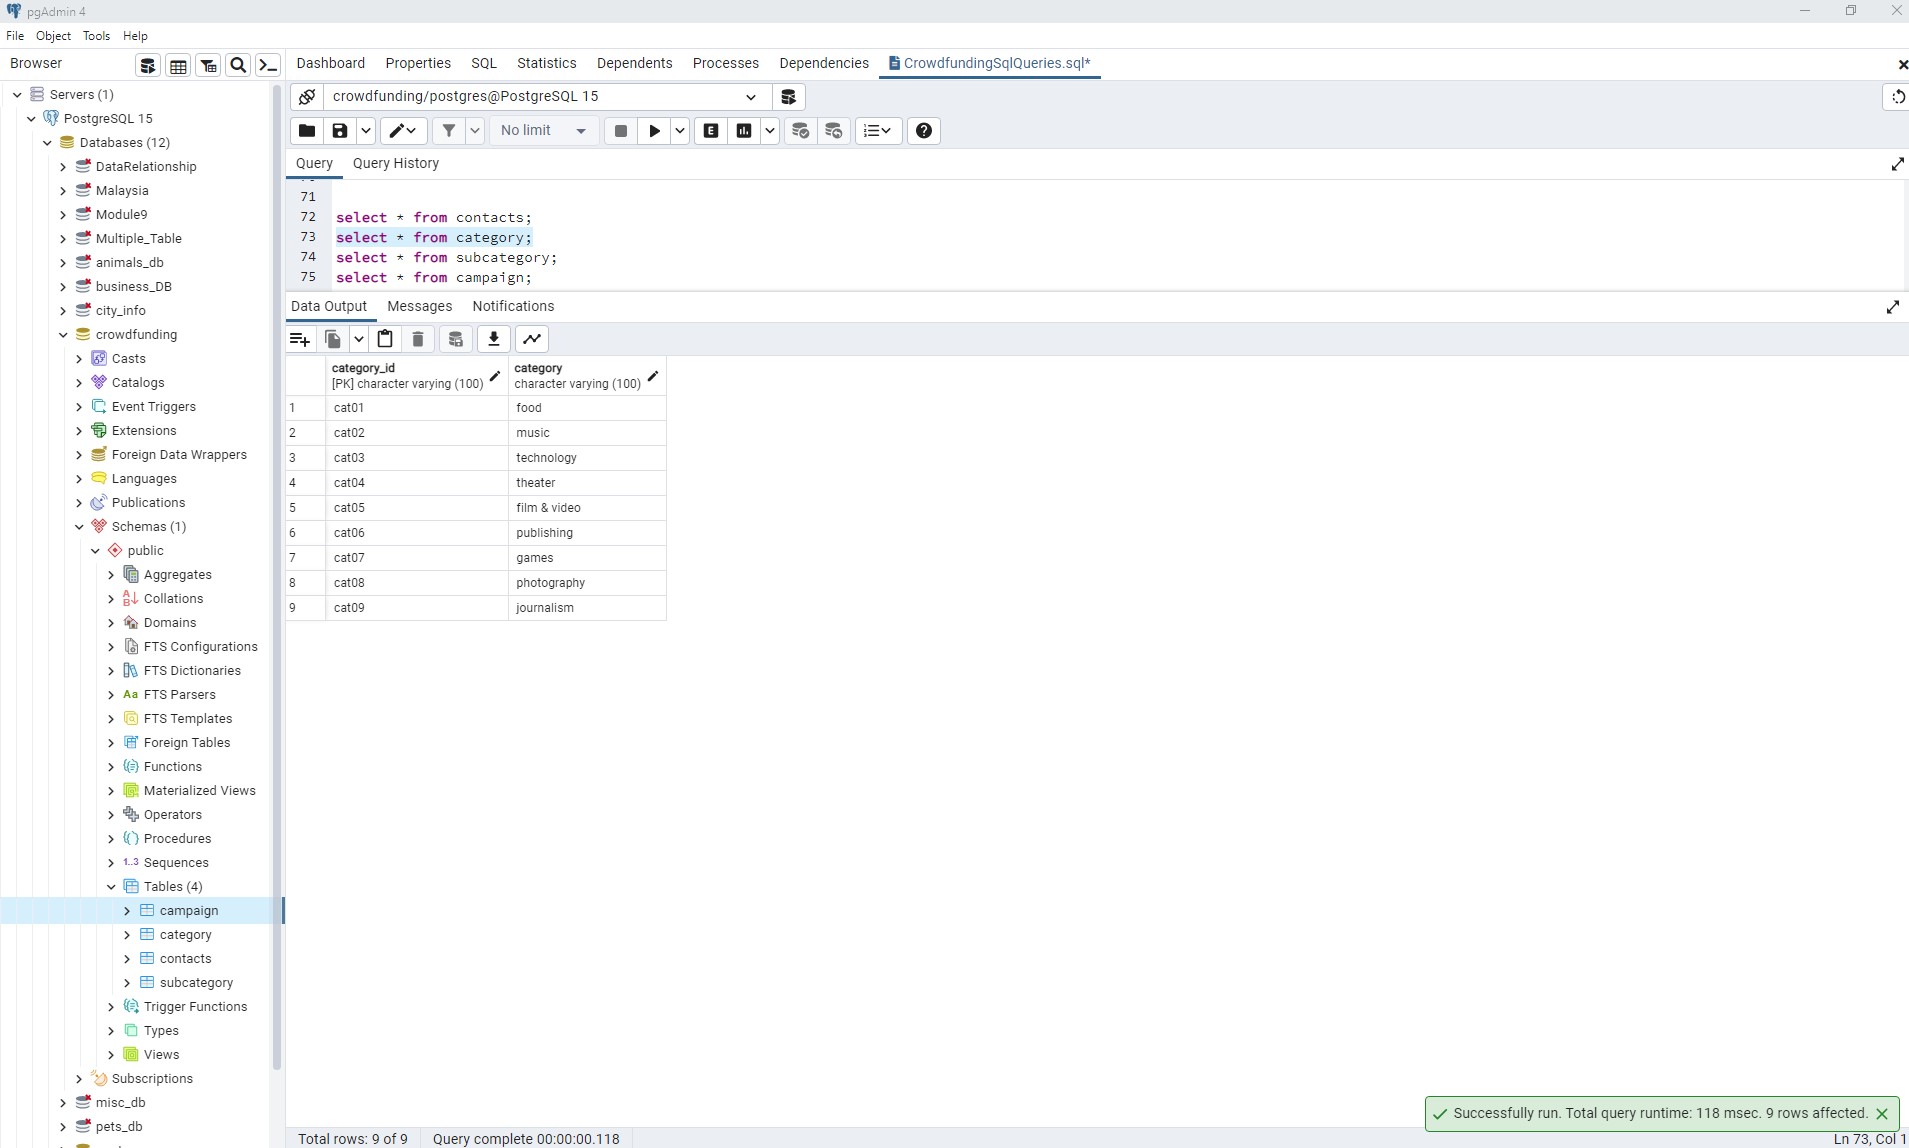 pgAdmin 4
File Object Tools Help
Browser
Dashboard Properties SQL Statistics Dependents Processes Dependencies CrowdfundingSqlQueries.sql*
Servers (1)
PostgreSQL 15
Databases (12)
DataRelationship
Malaysia
Module9
Multiple_Table
animals_db
business_DB
city_info
crowdfunding
Casts
Catalogs
Event Triggers
Extensions
Foreign Data Wrappers
Languages
Publications
Schemas (1)
public
Aggregates
Collations
Domains
FTS Configurations
FTS Dictionaries
Aa FTS Parsers
FTS Templates
Foreign Tables
Functions
Materialized Views
Operators
Procedures
1..3 Sequences
Tables (4)
campaign
category
contacts
subcategory
Trigger Functions
Types
Views
Subscriptions
misc_db
pets_db
crowdfunding/postgres@PostgreSQL 15
No limit
E
Query Query History
71
72 select * from contacts;
73 select * from category;
74 select * from subcategory;
75 select * from campaign;
Data Output Messages Notifications
category_id category
[PK] character varying (100) character varying (100)
1 cat01 food
2 cat02 music
3 cat03 technology
4 cat04 theater
5 cat05 film & video
6 cat06 publishing
7 cat07 games
8 cat08 photography
9 cat09 journalism
Successfully run. Total query runtime: 118 msec. 9 rows affected.
Total rows: 9 of 9 Query complete 00:00:00.118 Ln 73, Col 1